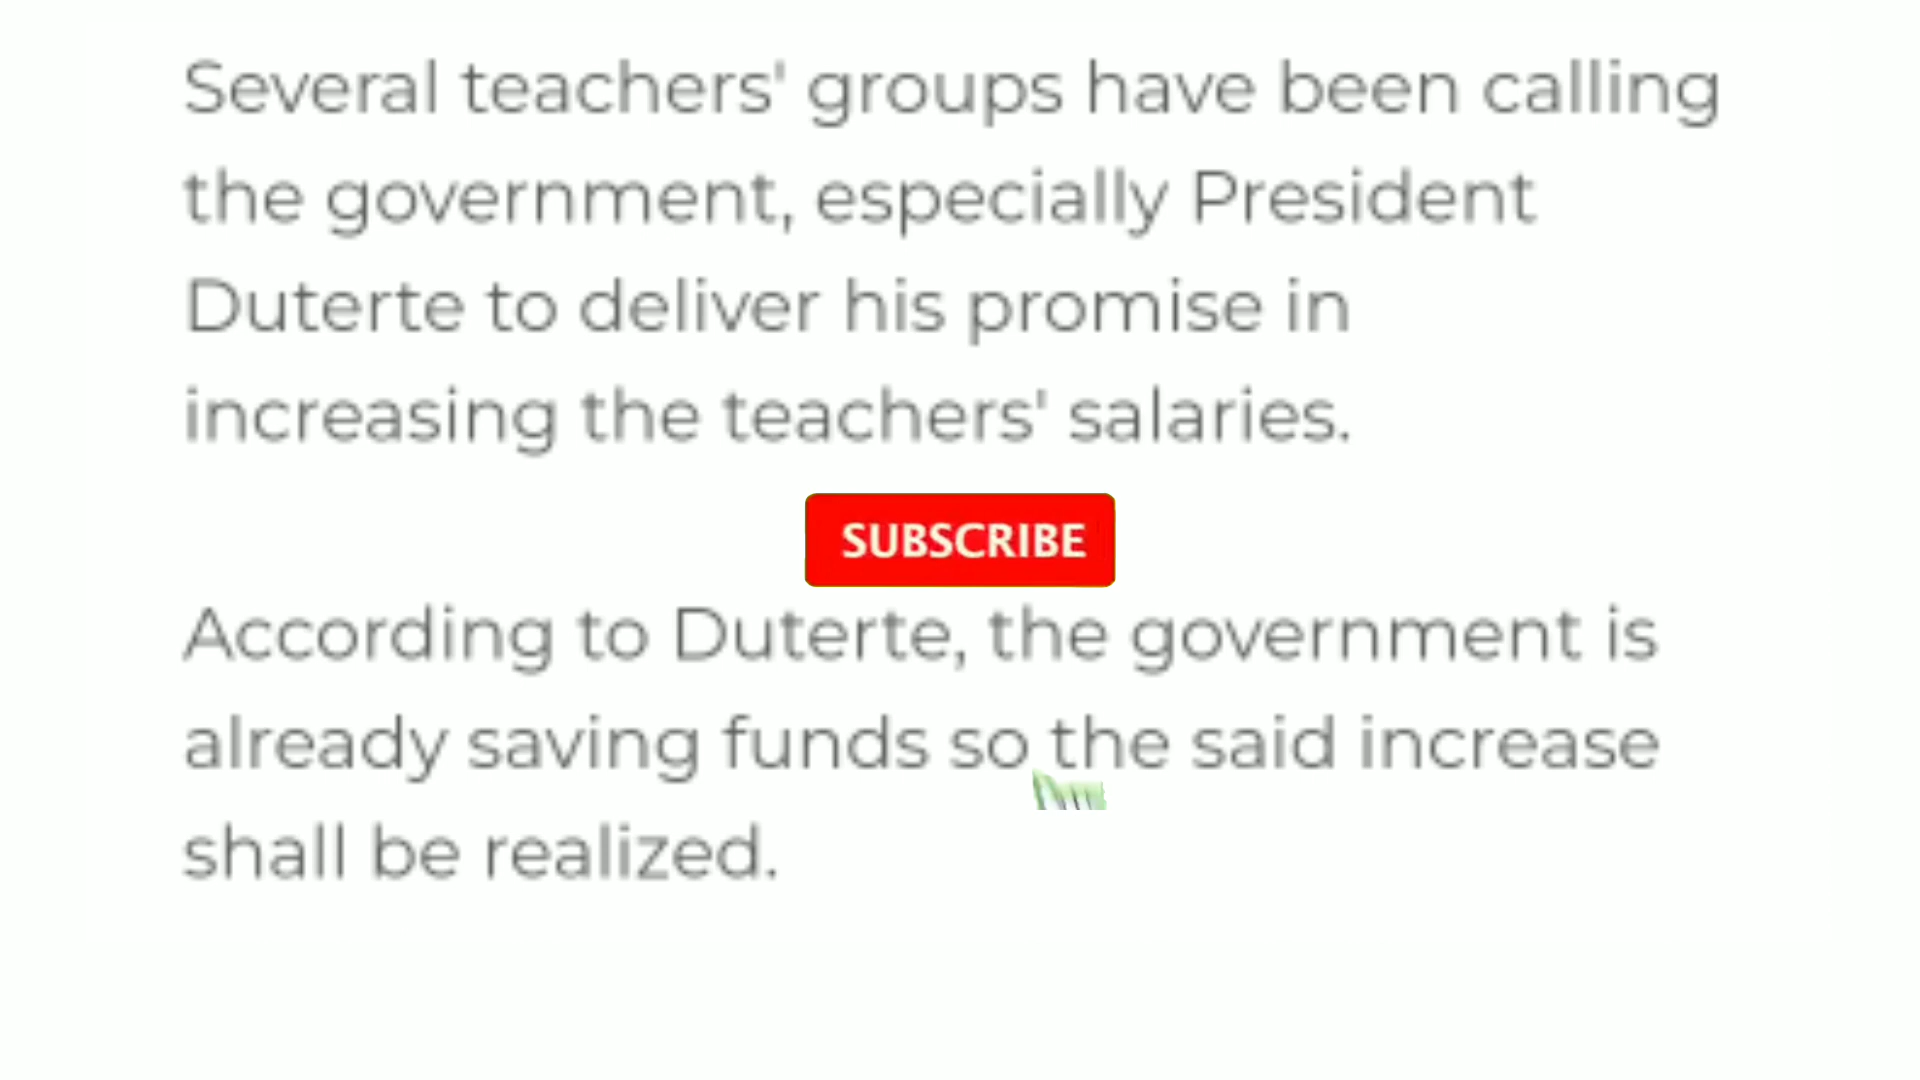 Several teachers' groups have been calling
the government, especially President
Duterte to deliver his promise in
increasing the teachers' salaries.
SUBSCRIBE
According to Duterte, the government is
already saving funds so the said increase
shall be realized.